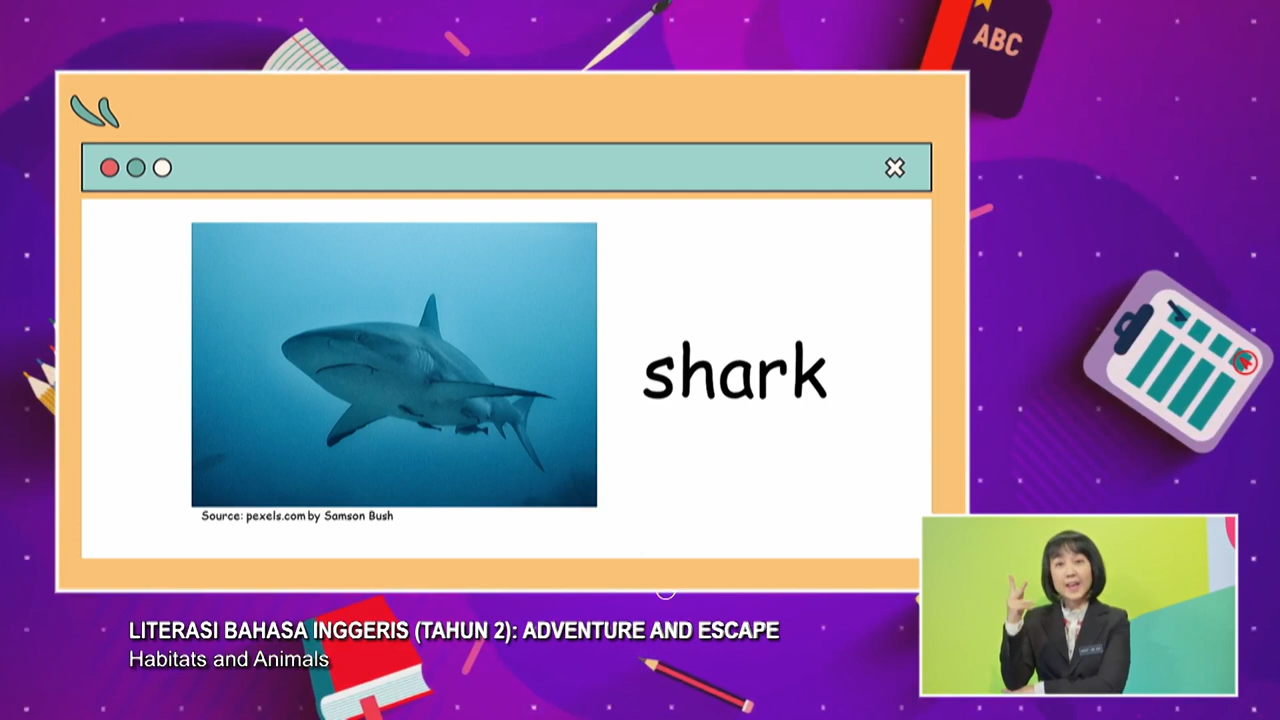 ABC
shark
Source: pexels.com by Samson Bush
LITERASI BAHASA INGGERIS (TAHUN 2): ADVENTURE AND ESCAPE
Habitats and Animals